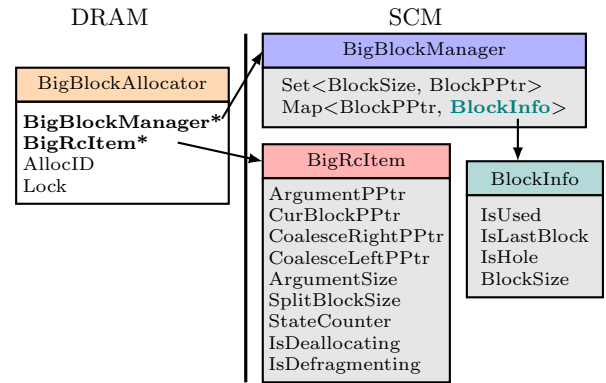 DRAM
SCM
BigBlockAllocator
BigBlockManager*
BigRcItem*
AllocID
Lock
BigBlockManager
Set<BlockSize, BlockPPtr>
Map<BlockPPtr, BlockInfo>
BigRcItem
ArgumentPPtr
CurBlockPPtr
CoalesceRightPPtr
CoalesceLeftPPtr
ArgumentSize
SplitBlockSize
StateCounter
IsDeallocating
IsDefragmenting
BlockInfo
IsUsed
IsLastBlock
IsHole
BlockSize